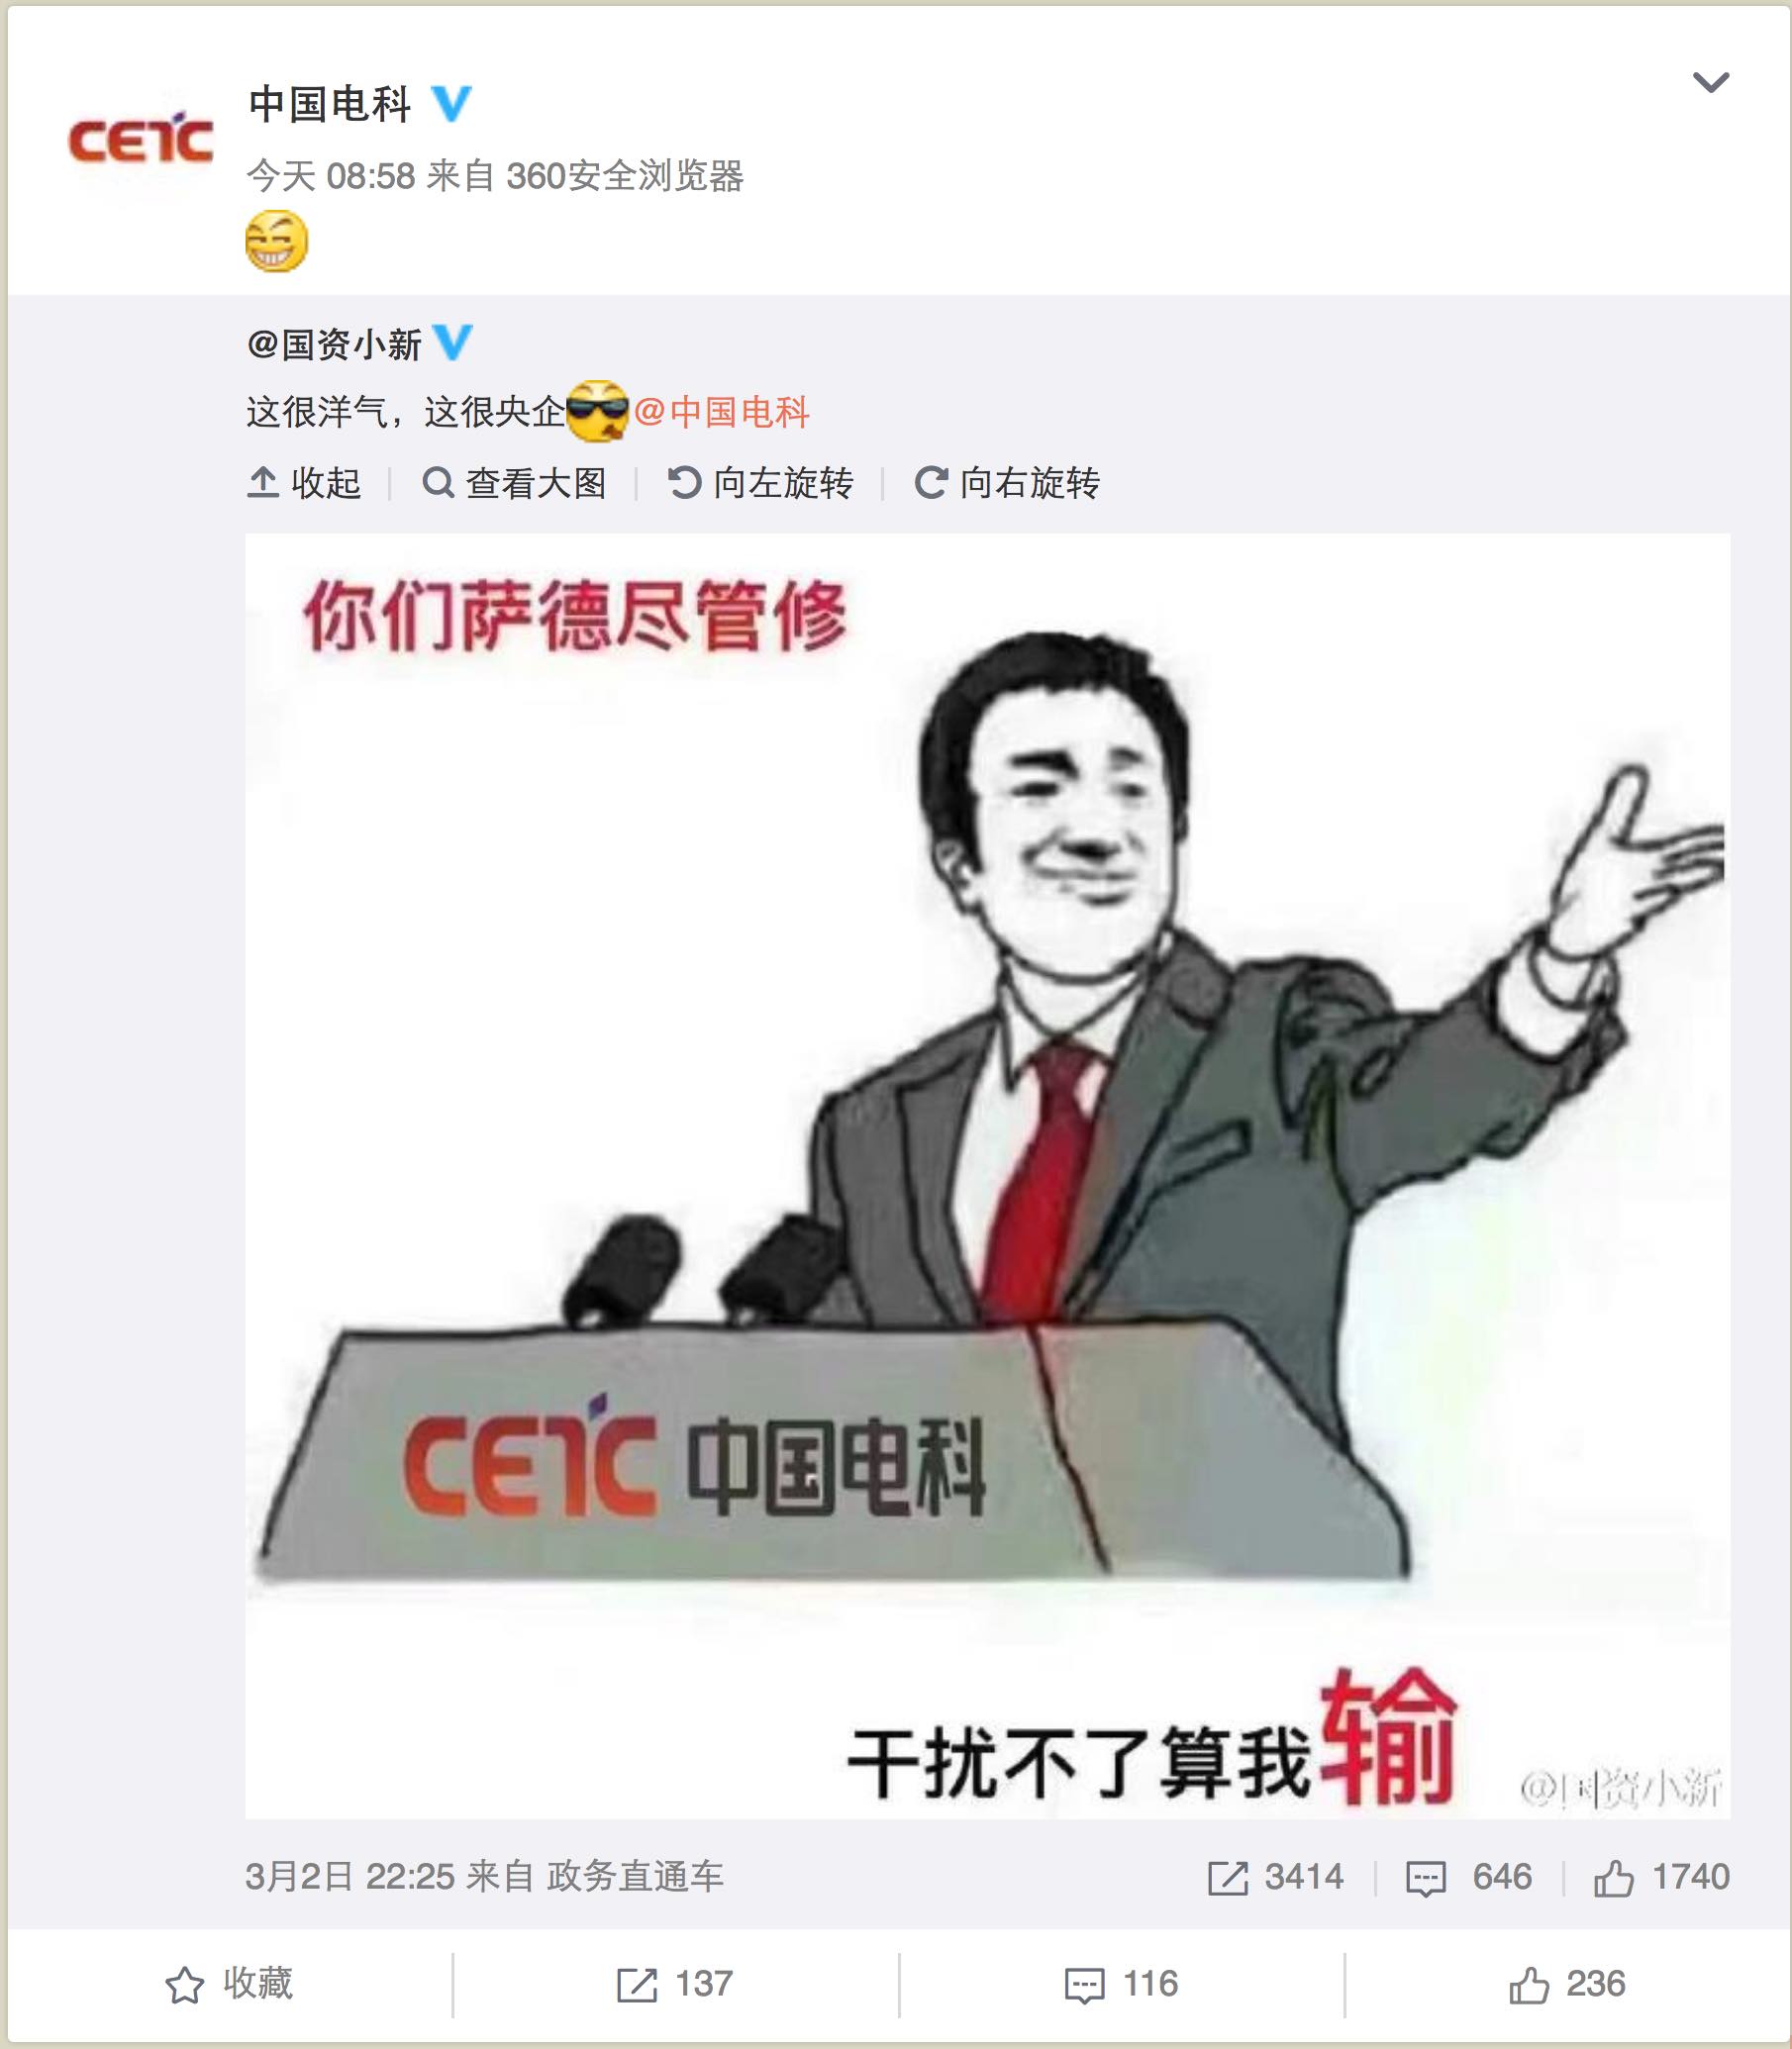 中国电科
CETC
今天 08:58 来自 360安全浏览器
@国资小新
这很洋气，这很央企@中国电科
收起 查看大图 向左旋转 向右旋转
你们萨德尽管修
CETC 中国电科
干扰不了算我输
@国资小新
3月2日 22:25 来自 政务直通车 3414 646 1740
收藏 137 116 236